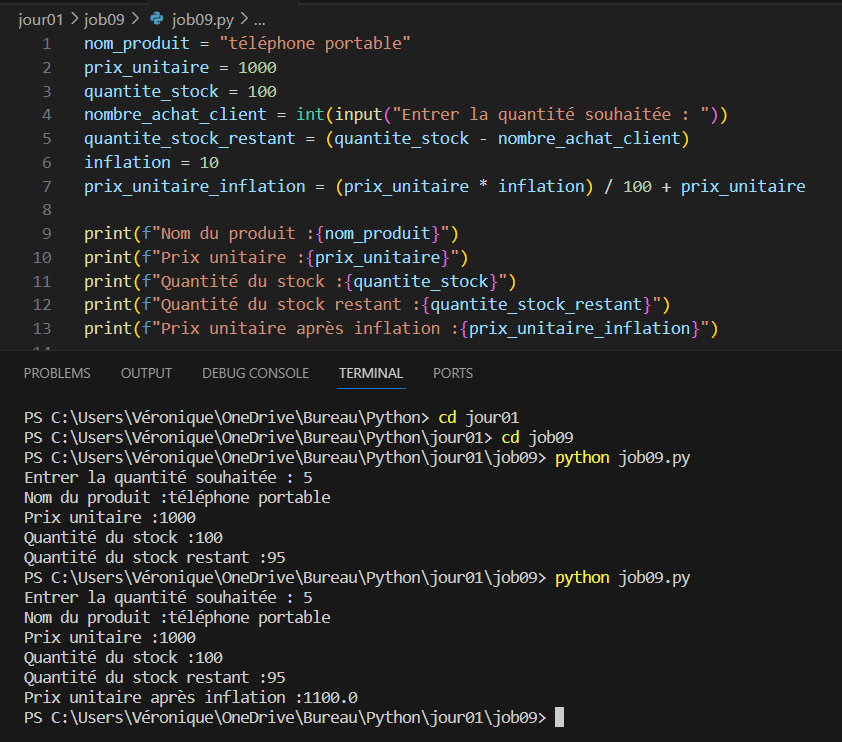 jour01 > job09 > job09.py > ...
1 nom_produit = "téléphone portable"
2 prix_unitaire = 1000
3 quantite_stock = 100
4 nombre_achat_client = int(input("Entrer la quantité souhaitée : "))
5 quantite_stock_restant = (quantite_stock - nombre_achat_client)
6 inflation = 10
7 prix_unitaire_inflation = (prix_unitaire * inflation) / 100 + prix_unitaire
8
9 print(f"Nom du produit :{nom_produit}")
10 print(f"Prix unitaire :{prix_unitaire}")
11 print(f"Quantité du stock :{quantite_stock}")
12 print(f"Quantité du stock restant :{quantite_stock_restant}")
13 print(f"Prix unitaire après inflation :{prix_unitaire_inflation}")
PROBLEMS OUTPUT DEBUG CONSOLE TERMINAL PORTS
PS C:\Users\Véronique\OneDrive\Bureau\Python> cd jour01
PS C:\Users\Véronique\OneDrive\Bureau\Python\jour01> cd job09
PS C:\Users\Véronique\OneDrive\Bureau\Python\jour01\job09> python job09.py
Entrer la quantité souhaitée : 5
Nom du produit :téléphone portable
Prix unitaire :1000
Quantité du stock :100
Quantité du stock restant :95
PS C:\Users\Véronique\OneDrive\Bureau\Python\jour01\job09> python job09.py
Entrer la quantité souhaitée : 5
Nom du produit :téléphone portable
Prix unitaire :1000
Quantité du stock :100
Quantité du stock restant :95
Prix unitaire après inflation :1100.0
PS C:\Users\Véronique\OneDrive\Bureau\Python\jour01\job09>